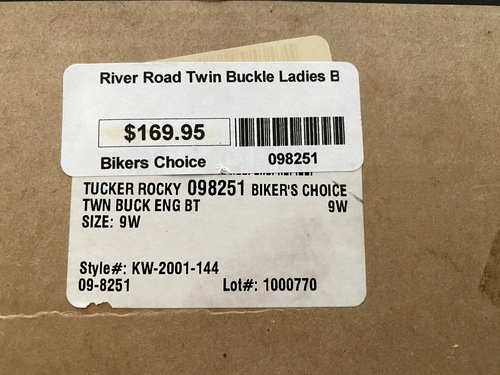 River Road Twin Buckle Ladies B
$169.95
Bikers Choice 098251
TUCKER ROCKY 098251 BIKER'S CHOICE
TWN BUCK ENG BT 9W
SIZE: 9W
Style#: KW-2001-144
09-8251 Lot#: 1000770